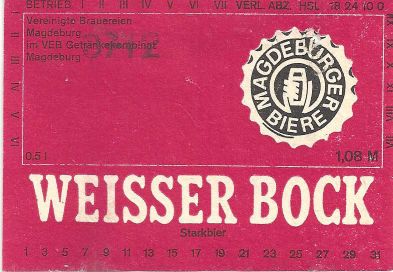 BETRIEB I II III IV V VI VII VERL. ABZ. HSL 18 24 10 0
Vereinigte Brauereien
Magdeburg
im VEB Getränkekombinat
Magdeburg
MAGDEBURGER
BIERE
0,5 l
1,08 M
WEISSER BOCK
Starkbier
1 3 5 7 9 11 13 15 17 19 21 23 25 27 29 31